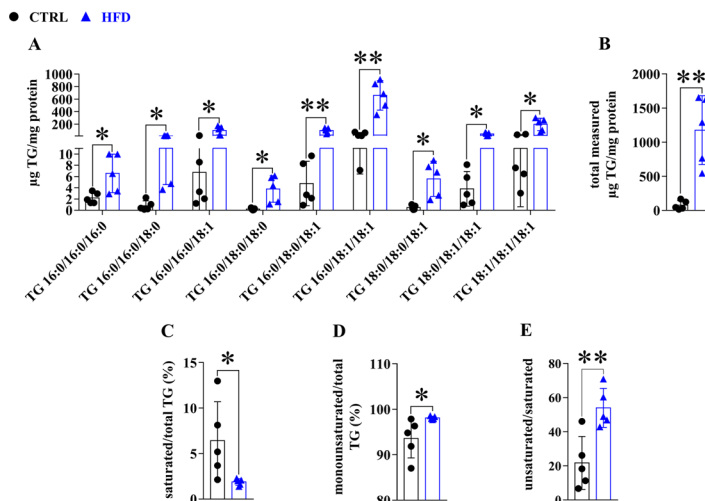 CTRL HFD
A
µg TG/mg protein
1000
800
600
400
200
10
8
6
4
2
0
*
*
*
*
**
**
*
*
*
TG 16:0/16:0/16:0
TG 16:0/16:0/18:0
TG 16:0/16:0/18:1
TG 16:0/18:0/18:0
TG 16:0/18:0/18:1
TG 16:0/18:1/18:1
TG 18:0/18:0/18:1
TG 18:0/18:1/18:1
TG 18:1/18:1/18:1
B
total measured
µg TG/mg protein
2000
1500
1000
500
0
**
C
saturated/total TG (%)
15
10
5
0
*
D
monounsaturated/total
TG (%)
100
95
90
80
*
E
unsaturated/saturated
80
60
40
20
0
**